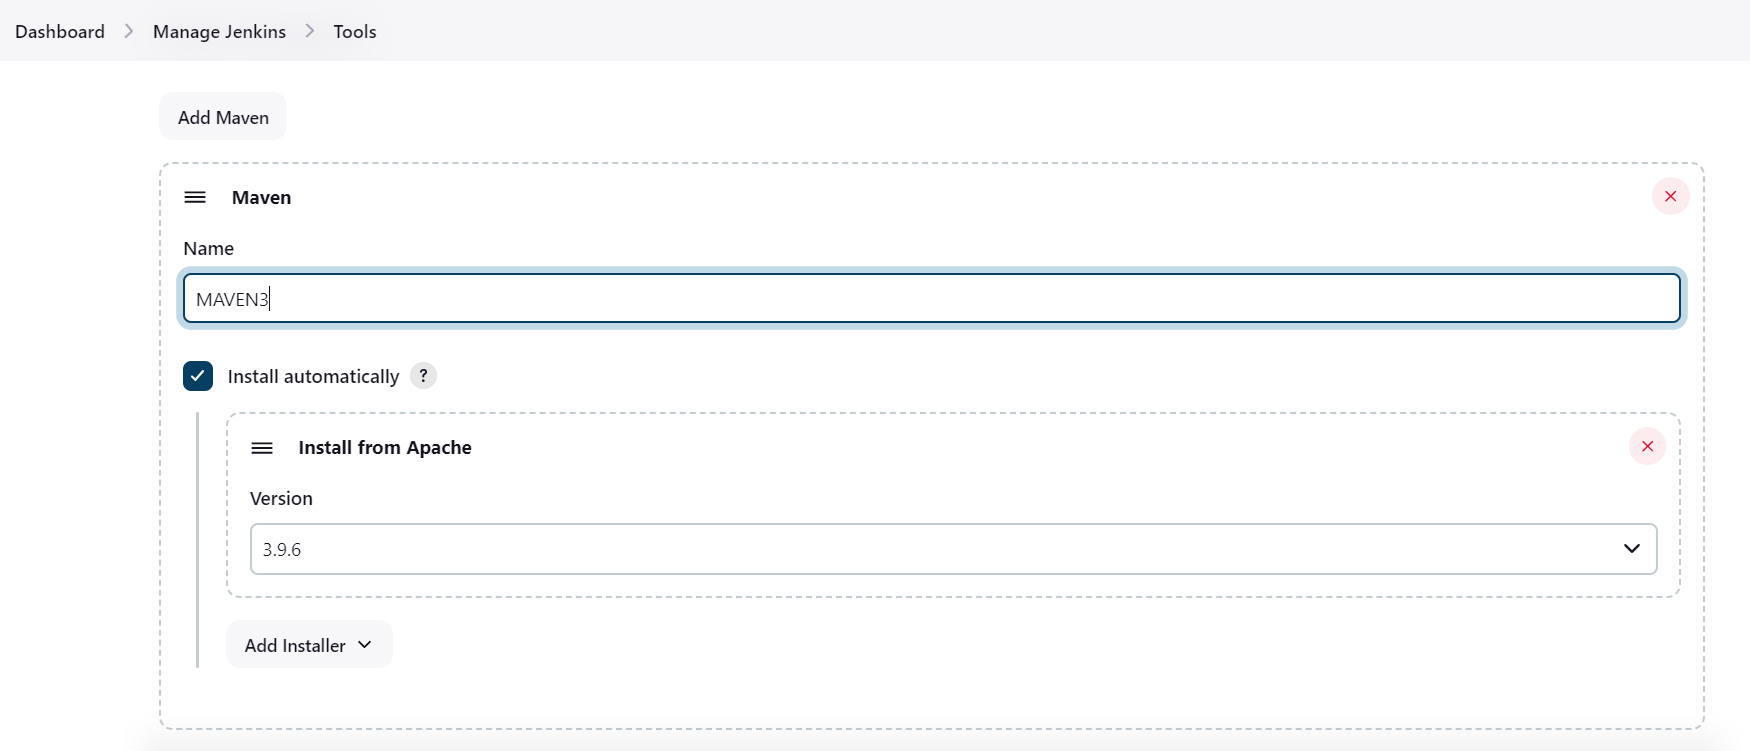 Dashboard > Manage Jenkins > Tools
Add Maven
Maven
Name
MAVEN3
Install automatically ?
Install from Apache
Version
3.9.6
Add Installer